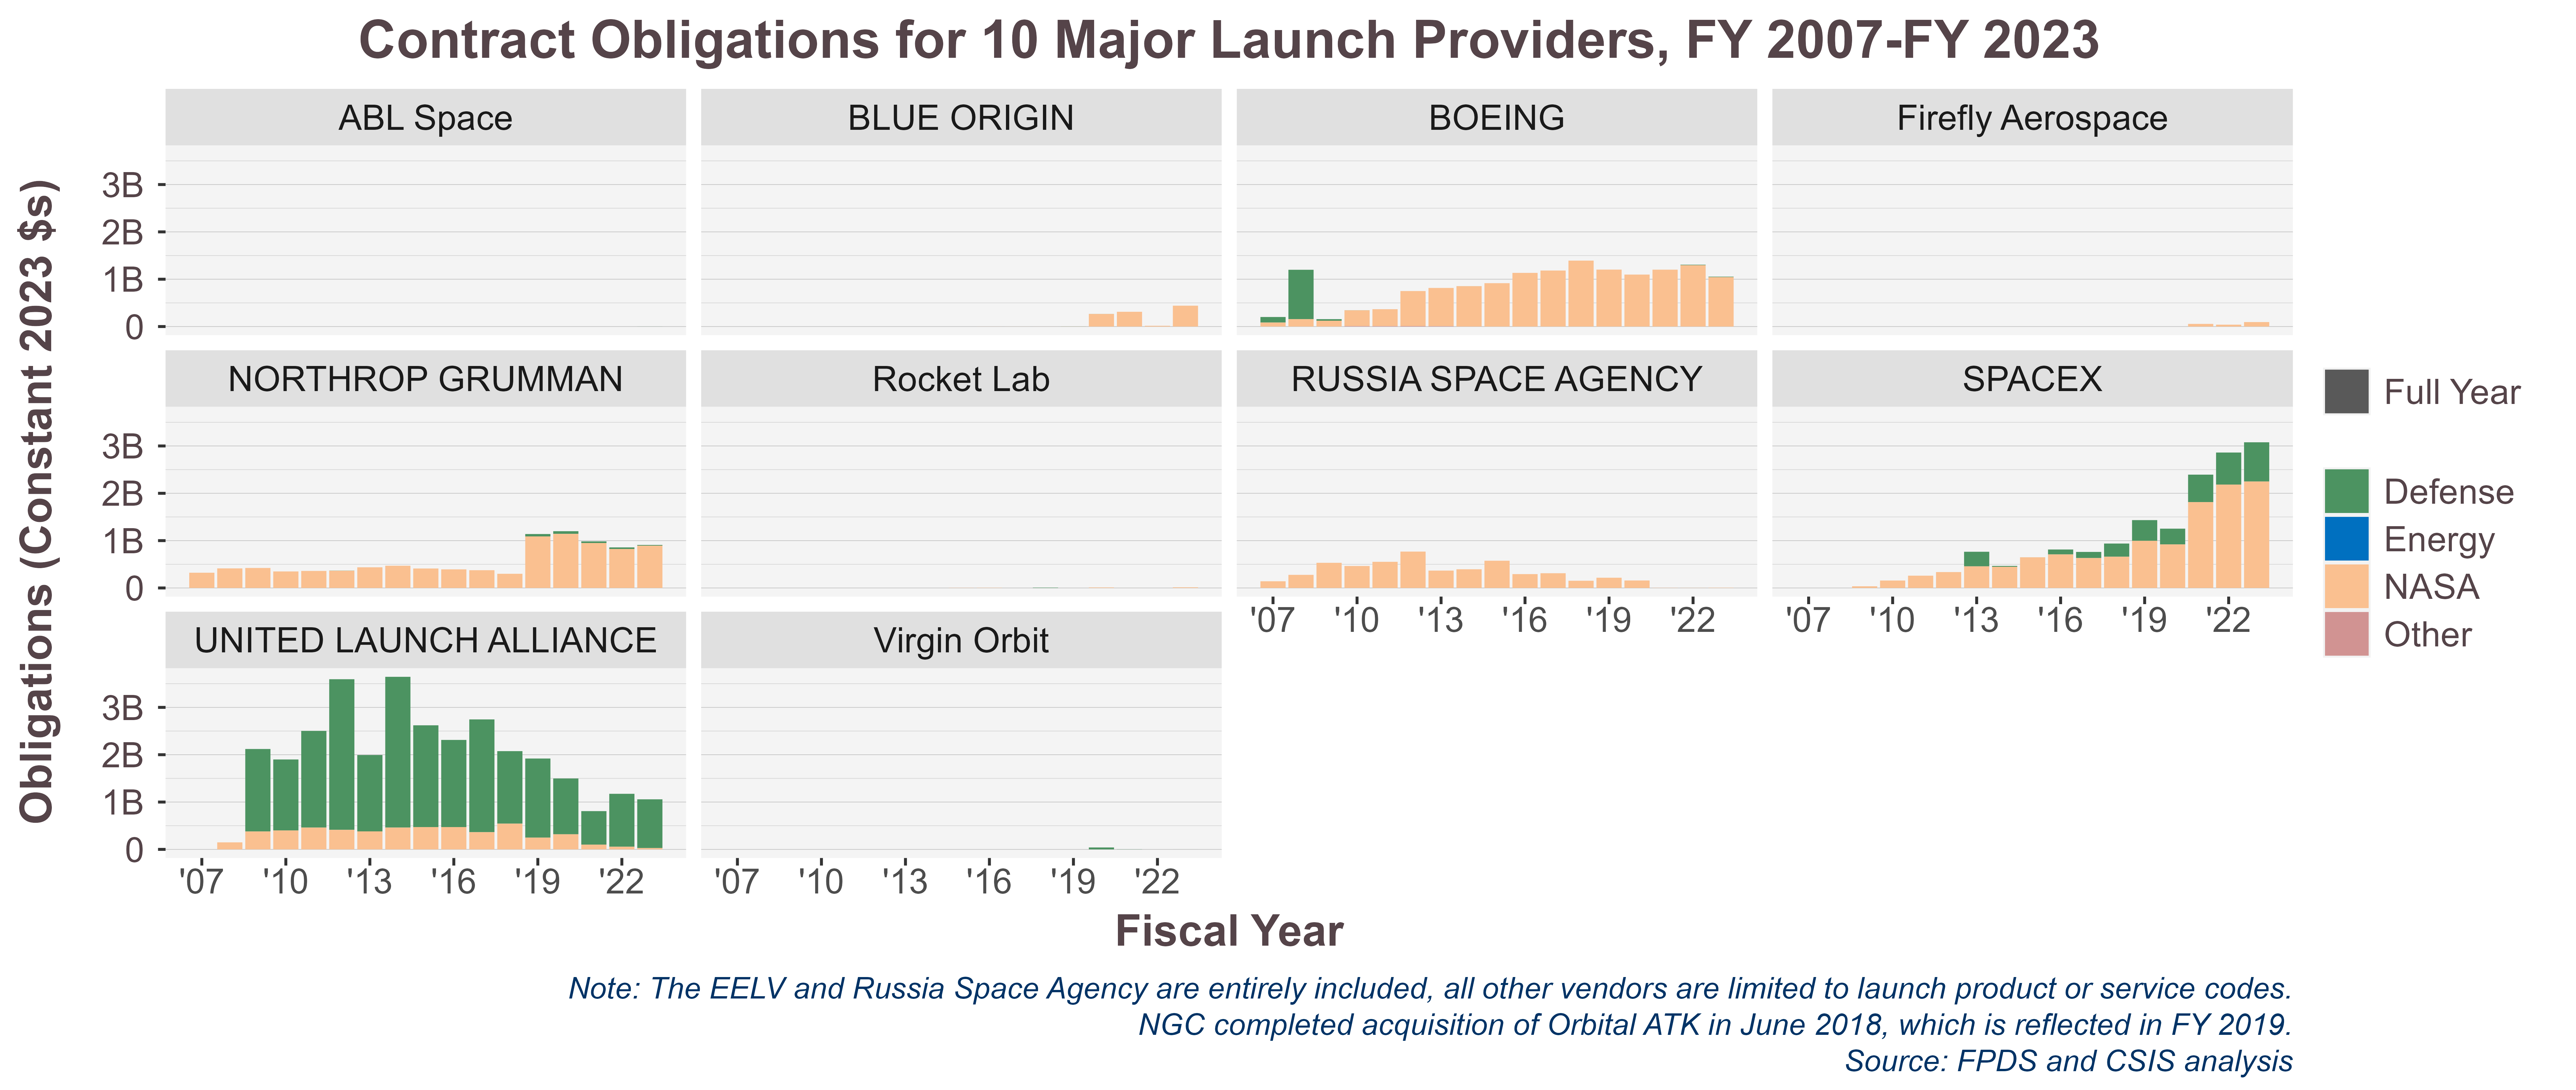 Contract Obligations for 10 Major Launch Providers, FY 2007-FY 2023
Obligations (Constant 2023 $s)
ABL Space
BLUE ORIGIN
BOEING
Firefly Aerospace
3B
2B
1B
0
NORTHROP GRUMMAN
Rocket Lab
RUSSIA SPACE AGENCY
SPACEX
3B
2B
1B
0
'07 '10 '13 '16 '19 '22
'07 '10 '13 '16 '19 '22
UNITED LAUNCH ALLIANCE
Virgin Orbit
3B
2B
1B
0
'07 '10 '13 '16 '19 '22
'07 '10 '13 '16 '19 '22
Fiscal Year
Full Year
Defense
Energy
NASA
Other
Note: The EELV and Russia Space Agency are entirely included, all other vendors are limited to launch product or service codes.
NGC completed acquisition of Orbital ATK in June 2018, which is reflected in FY 2019.
Source: FPDS and CSIS analysis